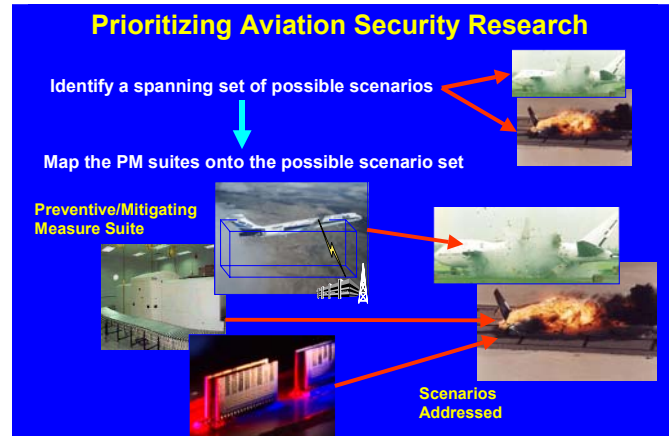 Prioritizing Aviation Security Research
Identify a spanning set of possible scenarios
Map the PM suites onto the possible scenario set
Preventive/Mitigating
Measure Suite
Scenarios
Addressed